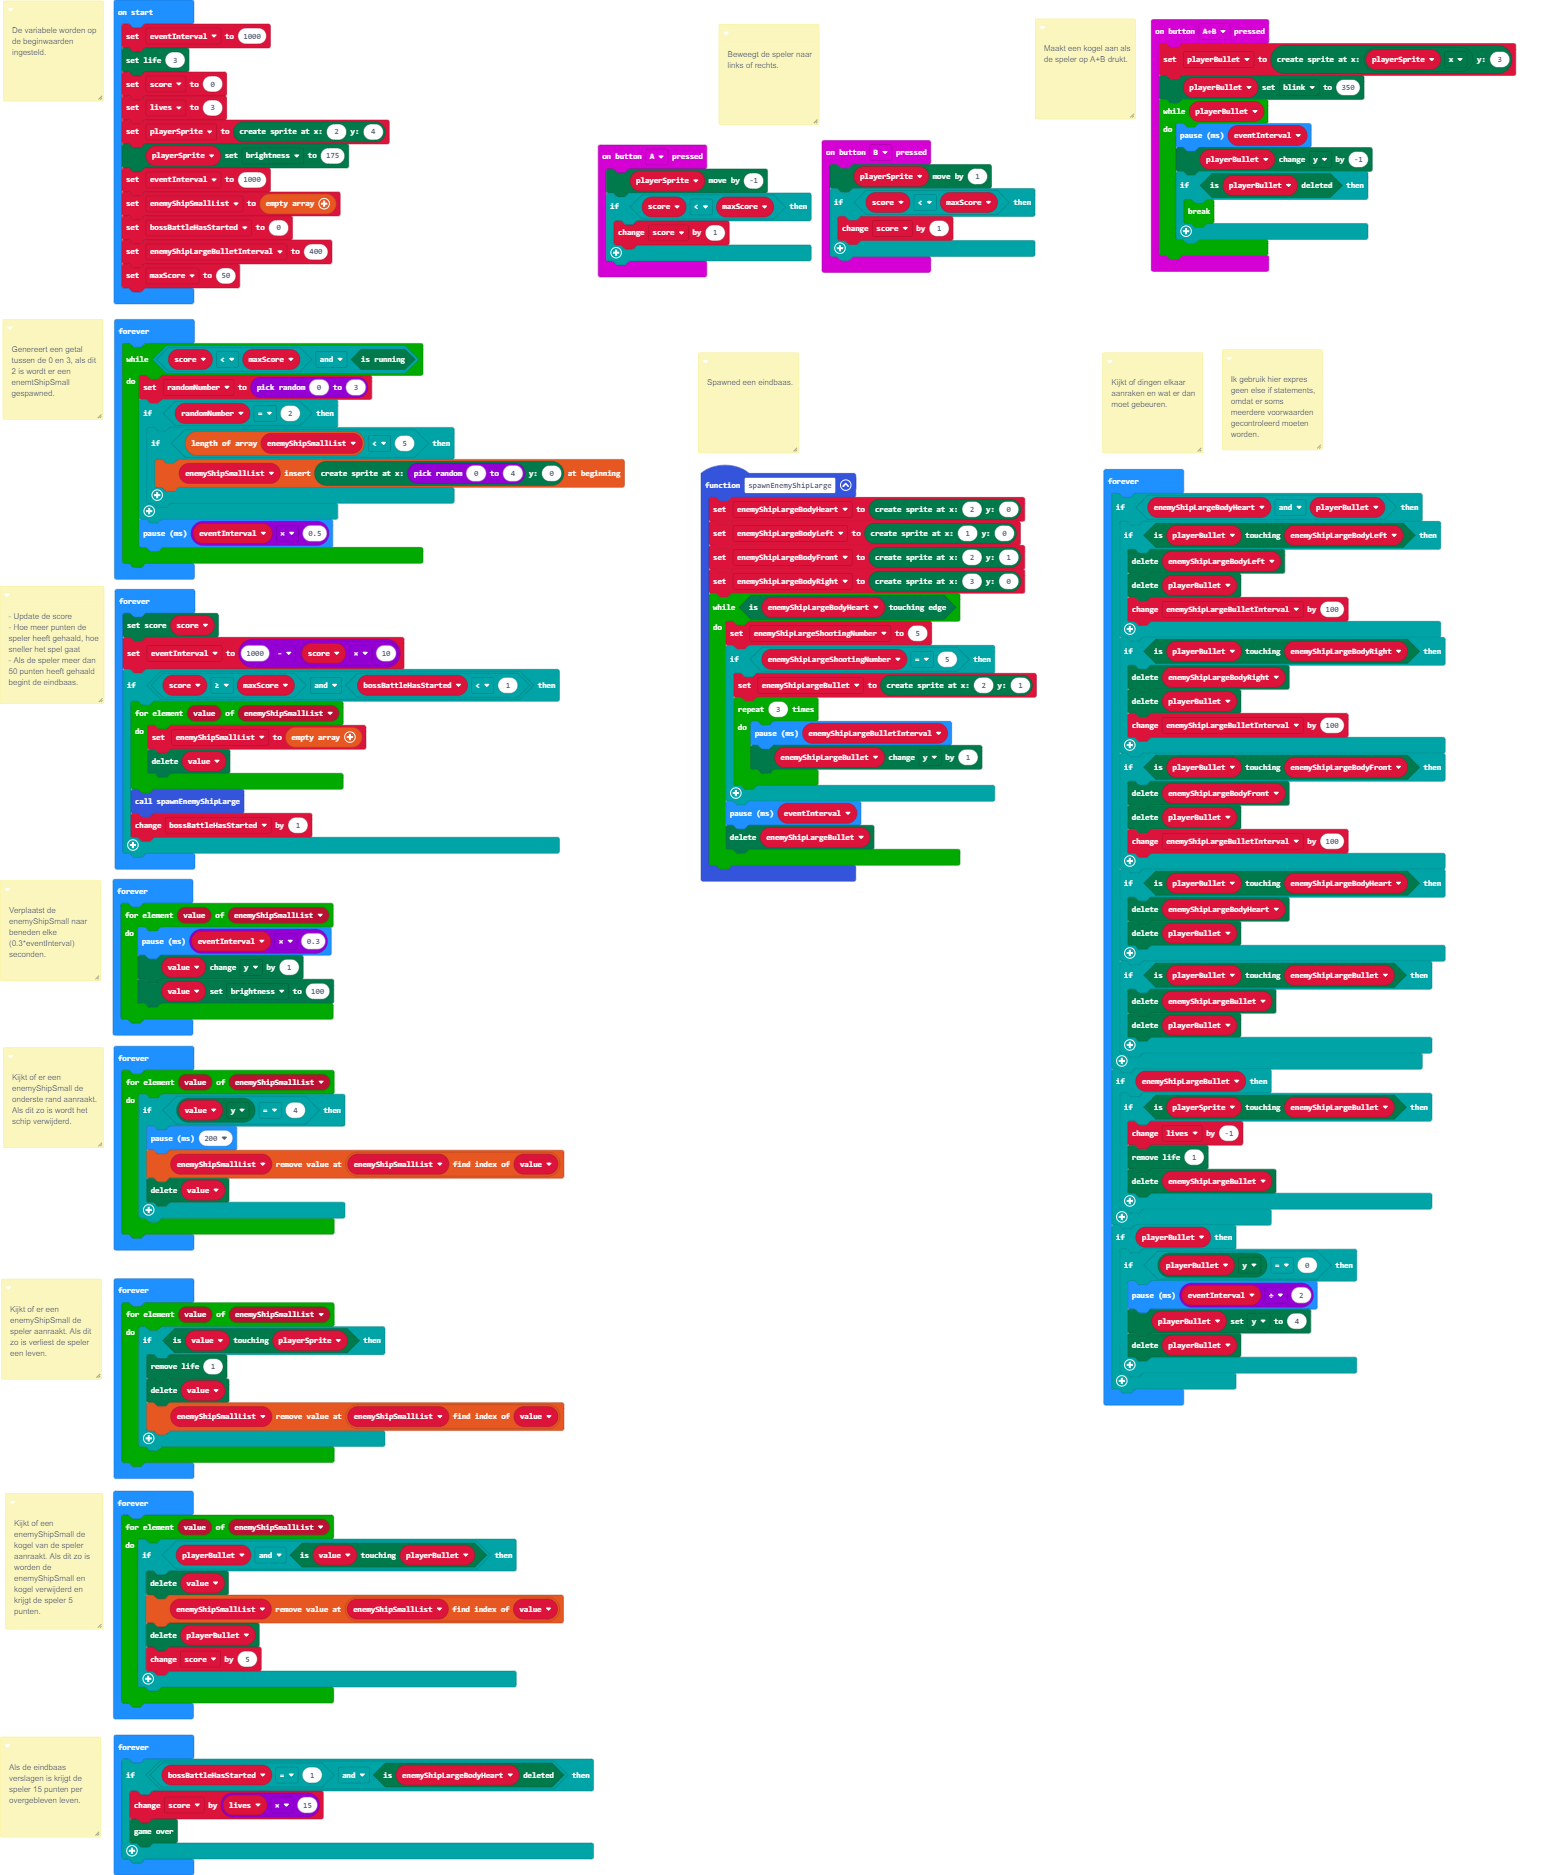 De variabele worden op
de beginwaarden
ingesteld.
on start
set eventInterval to 1000
set life 3
set score to 0
set lives to 3
set playerSprite to create sprite at x: 2 y: 4
playerSprite set brightness to 175
set eventInterval to 1000
set enemyShipSmallList to empty array
set bossBattleHasStarted to 0
set enemyShipLargeBulletInterval to 400
set maxScore to 50
Beweegt de speler naar
links of rechts.
on button A pressed
playerSprite move by -1
if score < maxScore then
change score by 1
on button B pressed
playerSprite move by 1
if score < maxScore then
change score by 1
Maakt een kogel aan als
de speler op A+B drukt.
on button A+B pressed
set playerBullet to create sprite at x: playerSprite x y: 3
playerBullet set blink to 350
while playerBullet
do pause (ms) eventInterval
playerBullet change y by -1
if is playerBullet deleted then
break
Genereert een getal
tussen de 0 en 3, als dit
2 is wordt er een
enemtShipSmall
gespawned.
forever
while score < maxScore and is running
do set randomNumber to pick random 0 to 3
if randomNumber = 2 then
if length of array enemyShipSmallList < 5 then
enemyShipSmallList insert create sprite at x: pick random 0 to 4 y: 0 at beginning
pause (ms) eventInterval × 0.5
- Update de score
- Hoe meer punten de
speler heeft gehaald, hoe
sneller het spel gaat
- Als de speler meer dan
50 punten heeft gehaald
begint de eindbaas.
forever
set score score
set eventInterval to 1000 - score × 10
if score ≥ maxScore and bossBattleHasStarted < 1 then
for element value of enemyShipSmallList
do set enemyShipSmallList to empty array
delete value
call spawnEnemyShipLarge
change bossBattleHasStarted by 1
Verplaatst de
enemyShipSmall naar
beneden elke
(0.3*eventInterval)
seconden.
forever
for element value of enemyShipSmallList
do pause (ms) eventInterval × 0.3
value change y by 1
value set brightness to 100
Kijkt of er een
enemyShipSmall de
onderste rand aanraakt.
Als dit zo is wordt het
schip verwijderd.
forever
for element value of enemyShipSmallList
do if value y = 4 then
pause (ms) 200
enemyShipSmallList remove value at enemyShipSmallList find index of value
delete value
Kijkt of er een
enemyShipSmall de
speler aanraakt. Als dit
zo is verliest de speler
een leven.
forever
for element value of enemyShipSmallList
do if is value touching playerSprite then
remove life 1
delete value
enemyShipSmallList remove value at enemyShipSmallList find index of value
Kijkt of een
enemyShipSmall de
kogel van de speler
aanraakt. Als dit zo is
worden de
enemyShipSmall en
kogel verwijderd en
krijgt de speler 5
punten.
forever
for element value of enemyShipSmallList
do if playerBullet and is value touching playerBullet then
delete value
enemyShipSmallList remove value at enemyShipSmallList find index of value
delete playerBullet
change score by 5
Als de eindbaas
verslagen is krijgt de
speler 15 punten per
overgebleven leven.
forever
if bossBattleHasStarted = 1 and is enemyShipLargeBodyHeart deleted then
change score by lives × 15
game over
Spawned een eindbaas.
function spawnEnemyShipLarge
set enemyShipLargeBodyHeart to create sprite at x: 2 y: 0
set enemyShipLargeBodyLeft to create sprite at x: 1 y: 0
set enemyShipLargeBodyFront to create sprite at x: 2 y: 1
set enemyShipLargeBodyRight to create sprite at x: 3 y: 0
while is enemyShipLargeBodyHeart touching edge
do set enemyShipLargeShootingNumber to 5
if enemyShipLargeShootingNumber = 5 then
set enemyShipLargeBullet to create sprite at x: 2 y: 1
repeat 3 times
do pause (ms) enemyShipLargeBulletInterval
enemyShipLargeBullet change y by 1
pause (ms) eventInterval
delete enemyShipLargeBullet
Kijkt of dingen elkaar
aanraken en wat er dan
moet gebeuren.
Ik gebruik hier expres
geen else if statements,
omdat er soms
meerdere voorwaarden
gecontroleerd moeten
worden.
forever
if enemyShipLargeBodyHeart and playerBullet then
if is playerBullet touching enemyShipLargeBodyLeft then
delete enemyShipLargeBodyLeft
delete playerBullet
change enemyShipLargeBulletInterval by 100
if is playerBullet touching enemyShipLargeBodyRight then
delete enemyShipLargeBodyRight
delete playerBullet
change enemyShipLargeBulletInterval by 100
if is playerBullet touching enemyShipLargeBodyFront then
delete enemyShipLargeBodyFront
delete playerBullet
change enemyShipLargeBulletInterval by 100
if is playerBullet touching enemyShipLargeBodyHeart then
delete enemyShipLargeBodyHeart
delete playerBullet
if is playerBullet touching enemyShipLargeBullet then
delete enemyShipLargeBullet
delete playerBullet
if enemyShipLargeBullet then
if is playerSprite touching enemyShipLargeBullet then
change lives by -1
remove life 1
delete enemyShipLargeBullet
if playerBullet then
if playerBullet y = 0 then
pause (ms) eventInterval ÷ 2
playerBullet set y to 4
delete playerBullet